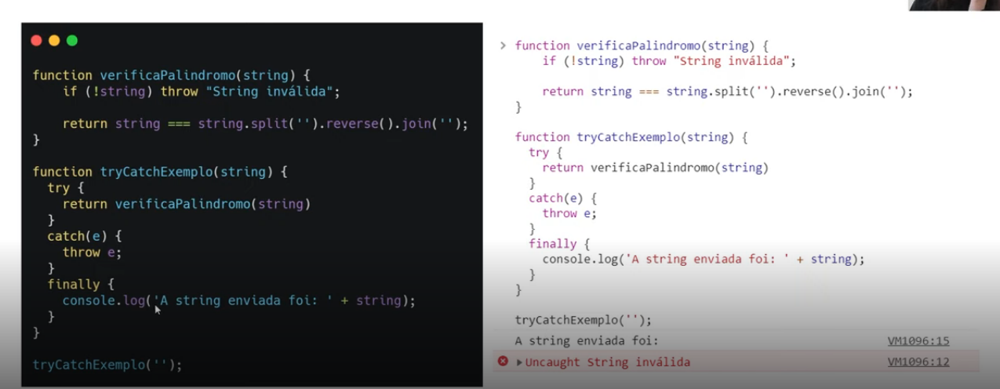 function verificaPalindromo(string) {
if (!string) throw "String inválida";
return string === string.split('').reverse().join('');
}
function tryCatchExemplo(string) {
try {
return verificaPalindromo(string)
}
catch(e) {
throw e;
}
finally {
console.log('A string enviada foi: ' + string);
}
}
tryCatchExemplo('');
> function verificaPalindromo(string) {
if (!string) throw "String inválida";
return string === string.split('').reverse().join('');
}
function tryCatchExemplo(string) {
try {
return verificaPalindromo(string)
}
catch(e) {
throw e;
}
finally {
console.log('A string enviada foi: ' + string);
}
}
tryCatchExemplo('');
A string enviada foi: VM1096:15
Uncaught String inválida VM1096:12